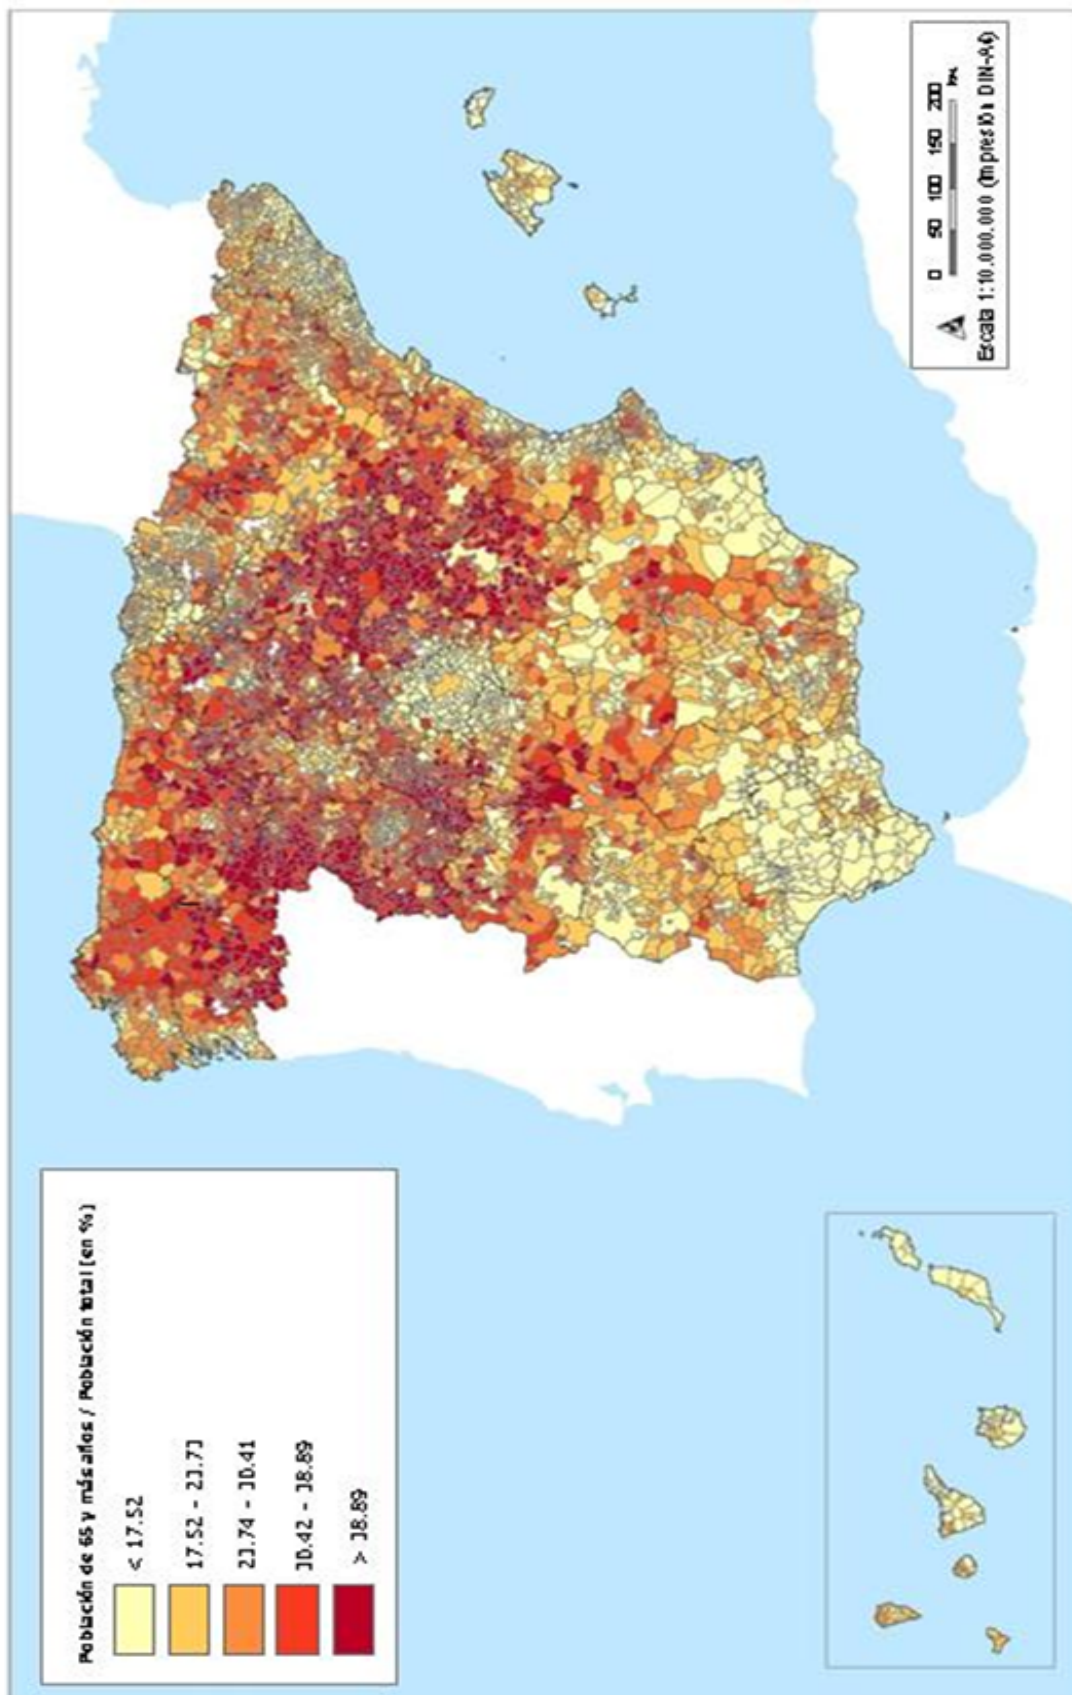 Población de 65 y más años / Población total (en %)
< 17.52
17.52 - 23.73
23.74 - 30.41
30.42 - 38.89
> 38.89
0 50 100 150 200
km
Escala 1:10.000.000 (Impresión DIN-A4)